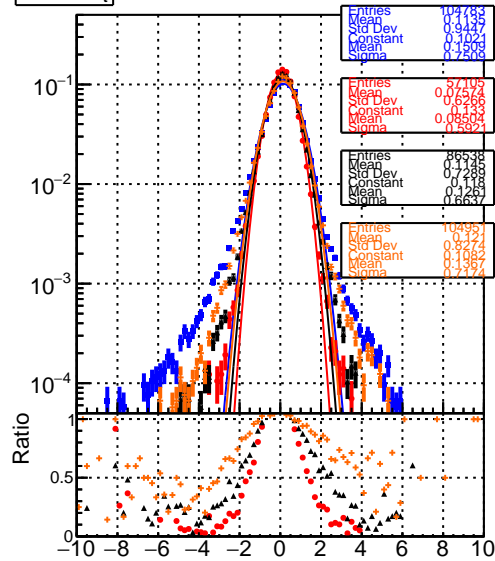 Entries 104783
Mean 0.1135
Std Dev 0.9447
Constant 0.1021
Mean 0.1509
Sigma 0.7509
Entries 57105
Mean 0.07574
Std Dev 0.6266
Constant 0.133
Mean 0.08504
Sigma 0.5921
Entries 86538
Mean 0.1145
Std Dev 0.7289
Constant 0.118
Mean 0.1261
Sigma 0.6637
Entries 104951
Mean 0.121
Std Dev 0.8274
Constant 0.1082
Mean
Sigma 0.7174
10⁻¹
10⁻²
10⁻³
10⁻⁴
Ratio
1
0.5
0
−10 −8 −6 −4 −2 0 2 4 6 8 10